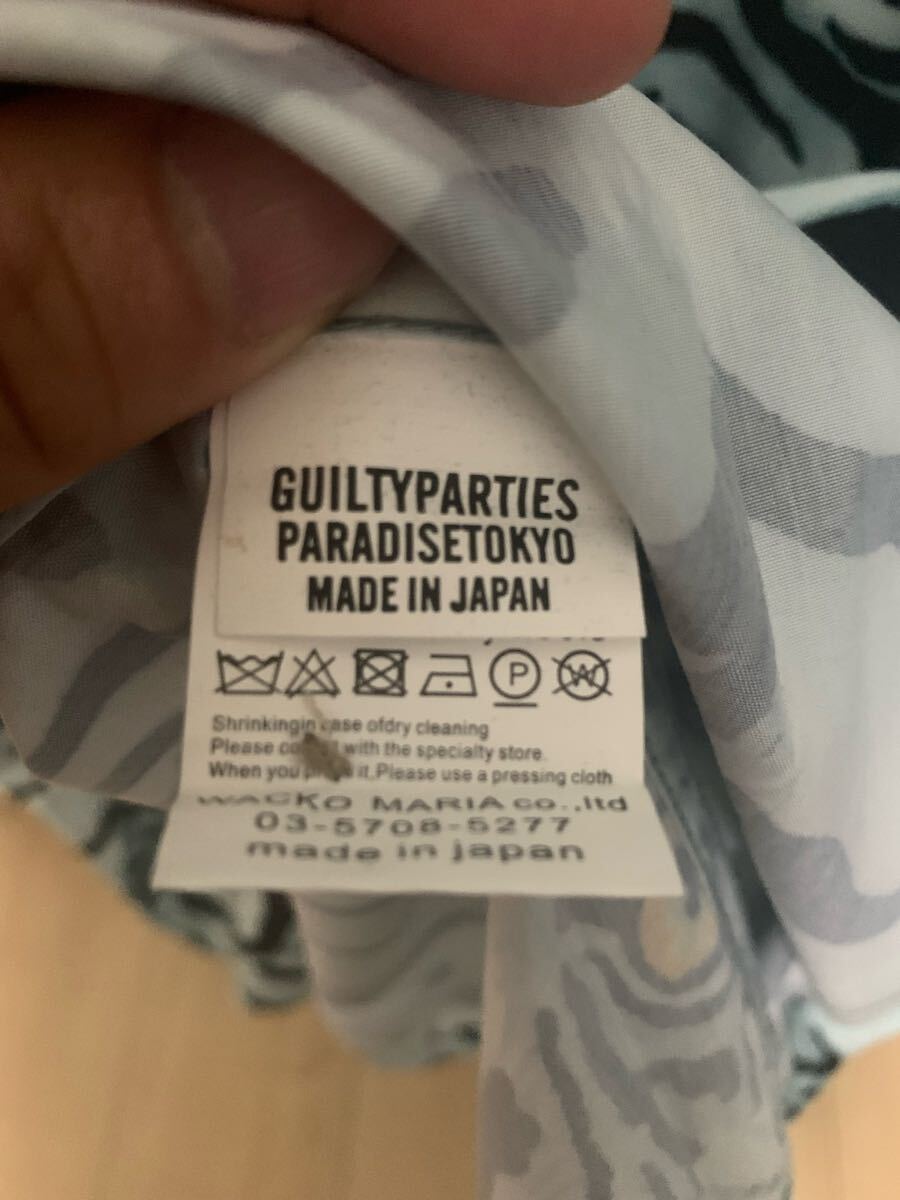 GUILTYPARTIES
PARADISETOKYO
MADE IN JAPAN
P
W
Shrinkingin case ofdry cleaning
Please with the specialty store.
When you it.Please use a pressing cloth
WACKO MARIA co.,ltd
03-5708-5277
made in japan